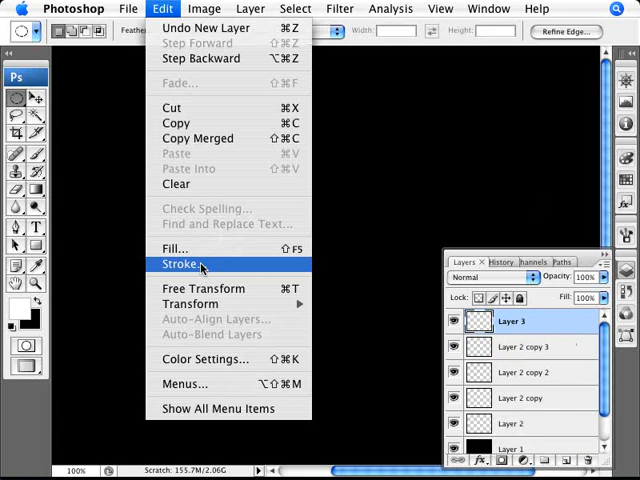 Photoshop File Edit Image Layer Select Filter Analysis View Window Help
Feathe Width: Height: Refine Edge...
Ps
Undo New Layer ⌘Z
Step Forward ⇧⌘Z
Step Backward ⌥⌘Z
Fade... ⇧⌘F
Cut ⌘X
Copy ⌘C
Copy Merged ⇧⌘C
Paste ⌘V
Paste Into ⇧⌘V
Clear
Check Spelling...
Find and Replace Text...
Fill... ⇧F5
Stroke...
Free Transform ⌘T
Transform
Auto-Align Layers...
Auto-Blend Layers
Color Settings... ⇧⌘K
Menus... ⌥⇧⌘M
Show All Menu Items
Layers × History hannels Paths
Normal Opacity: 100%
Lock: Fill: 100%
Layer 3
Layer 2 copy 3
Layer 2 copy 2
Layer 2 copy
Layer 2
Layer 1
fx
100% Scratch: 155.7M/2.06G